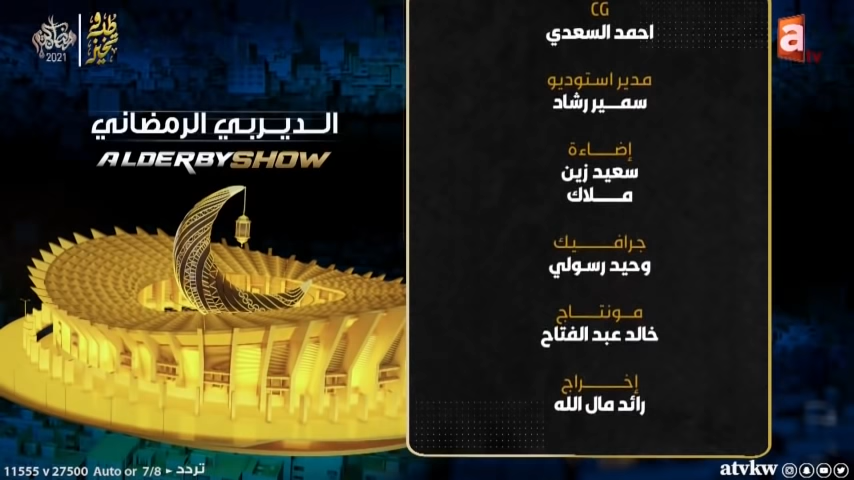 2021
الديربي الرمضاني
ALDERBYSHOW
CG
احمد السعدي
مدير استوديو
سمير رشاد
إضاءة
سعيد زين
ملاك
جرافيك
وحيد رسولي
مونتاج
خالد عبد الفتاح
إخراج
رائد مال الله
a tv
تردد ► 11555 v 27500 Auto or 7/8
atvkw